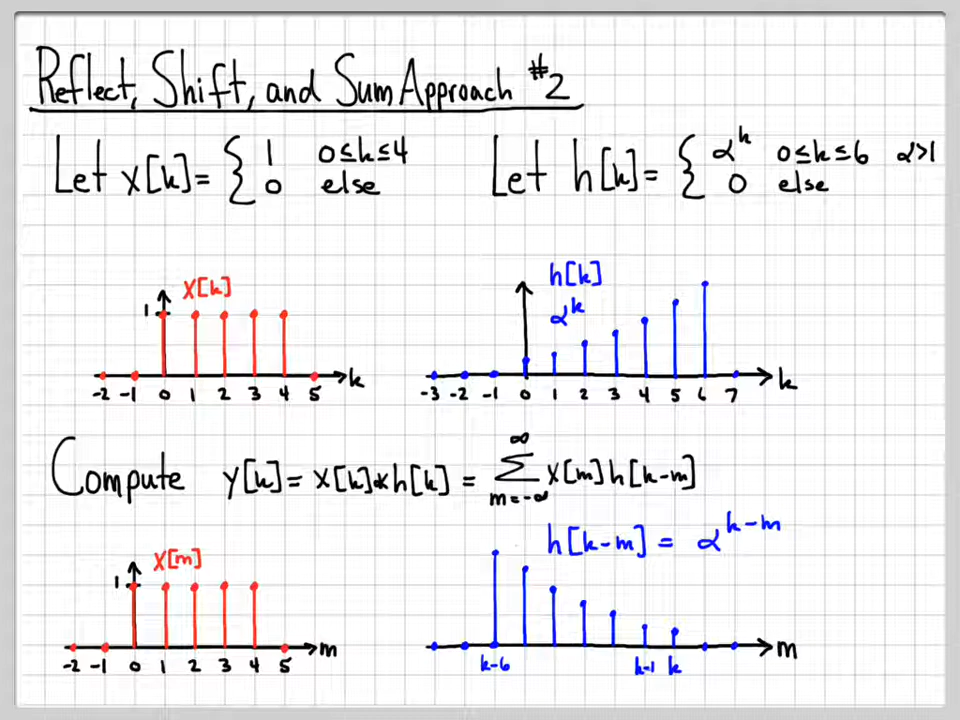 Reflect, Shift, and Sum Approach #2
Let x[k] = { 1 0≤k≤4
0 else
Let h[k] = { α^k 0≤k≤6 α>1
0 else
x[k]
1
-2 -1 0 1 2 3 4 5 k
h[k]
α^k
-3 -2 -1 0 1 2 3 4 5 6 7 k
Compute y[k] = x[k]*h[k] = ∑_{m=-∞}^{∞} x[m]h[k-m]
x[m]
1
-2 -1 0 1 2 3 4 5 m
h[k-m] = α^{k-m}
k-6 k-1 k m